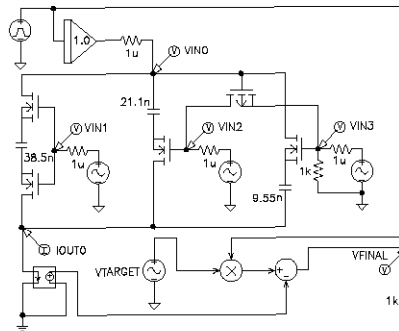 1.0
1u
VIN0
21.1n
VIN1
VIN2
VIN3
38.5n
1u
1u
1u
1k
9.55n
IOUT0
VTARGET
VFINAL
1k